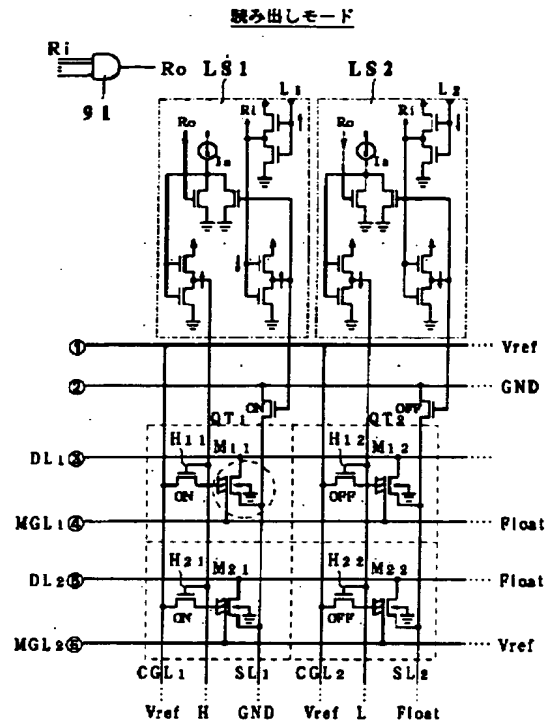 読み出しモード
Ri
Ro
91
LS1 LS2
L1 L2
Ro Is Ri Ro Is Ri
① Vref
② GND
ON OFF
QT1 QT2
H11 M11 H12 M12
DL1③
ON OFF
MGL1④ Float
H21 M21 H22 M22
DL2⑤ Float
ON OFF
MGL2⑥ Vref
CGL1 SL1 CGL2 SL2
Vref H GND Vref L Float